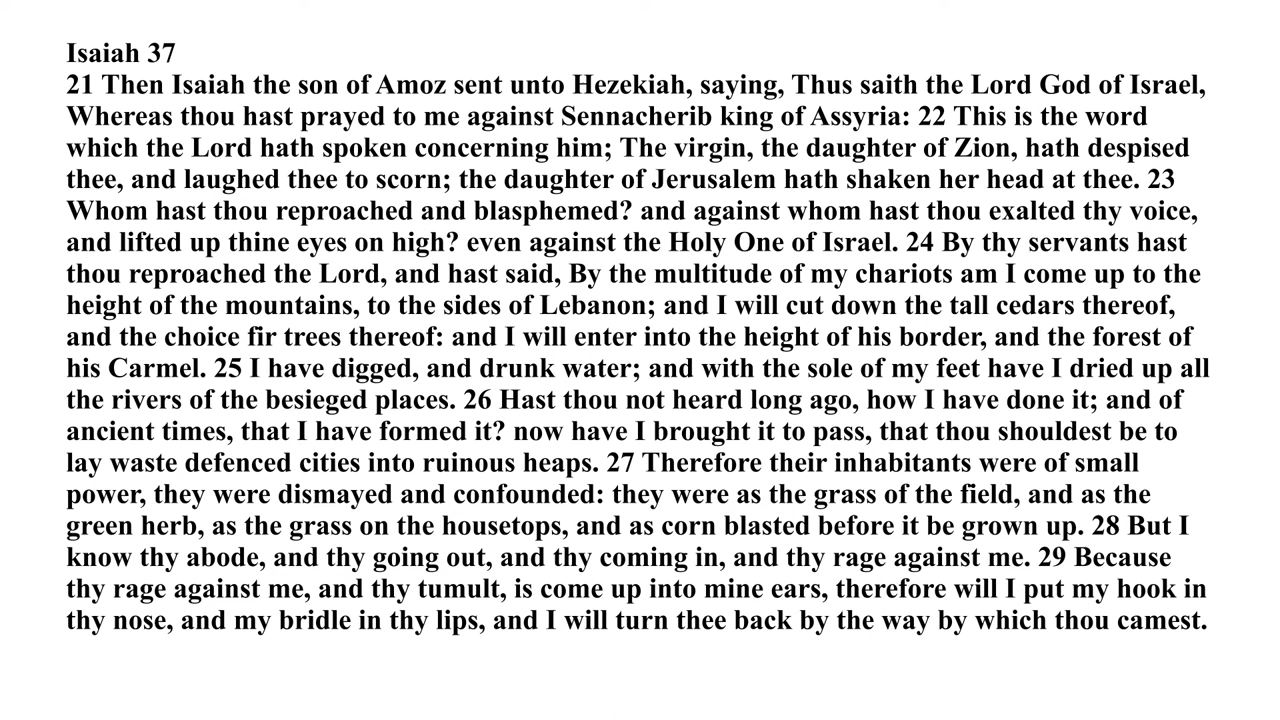 Isaiah 37
21 Then Isaiah the son of Amoz sent unto Hezekiah, saying, Thus saith the Lord God of Israel,
Whereas thou hast prayed to me against Sennacherib king of Assyria: 22 This is the word
which the Lord hath spoken concerning him; The virgin, the daughter of Zion, hath despised
thee, and laughed thee to scorn; the daughter of Jerusalem hath shaken her head at thee. 23
Whom hast thou reproached and blasphemed? and against whom hast thou exalted thy voice,
and lifted up thine eyes on high? even against the Holy One of Israel. 24 By thy servants hast
thou reproached the Lord, and hast said, By the multitude of my chariots am I come up to the
height of the mountains, to the sides of Lebanon; and I will cut down the tall cedars thereof,
and the choice fir trees thereof: and I will enter into the height of his border, and the forest of
his Carmel. 25 I have digged, and drunk water; and with the sole of my feet have I dried up all
the rivers of the besieged places. 26 Hast thou not heard long ago, how I have done it; and of
ancient times, that I have formed it? now have I brought it to pass, that thou shouldest be to
lay waste defenced cities into ruinous heaps. 27 Therefore their inhabitants were of small
power, they were dismayed and confounded: they were as the grass of the field, and as the
green herb, as the grass on the housetops, and as corn blasted before it be grown up. 28 But I
know thy abode, and thy going out, and thy coming in, and thy rage against me. 29 Because
thy rage against me, and thy tumult, is come up into mine ears, therefore will I put my hook in
thy nose, and my bridle in thy lips, and I will turn thee back by the way by which thou camest.